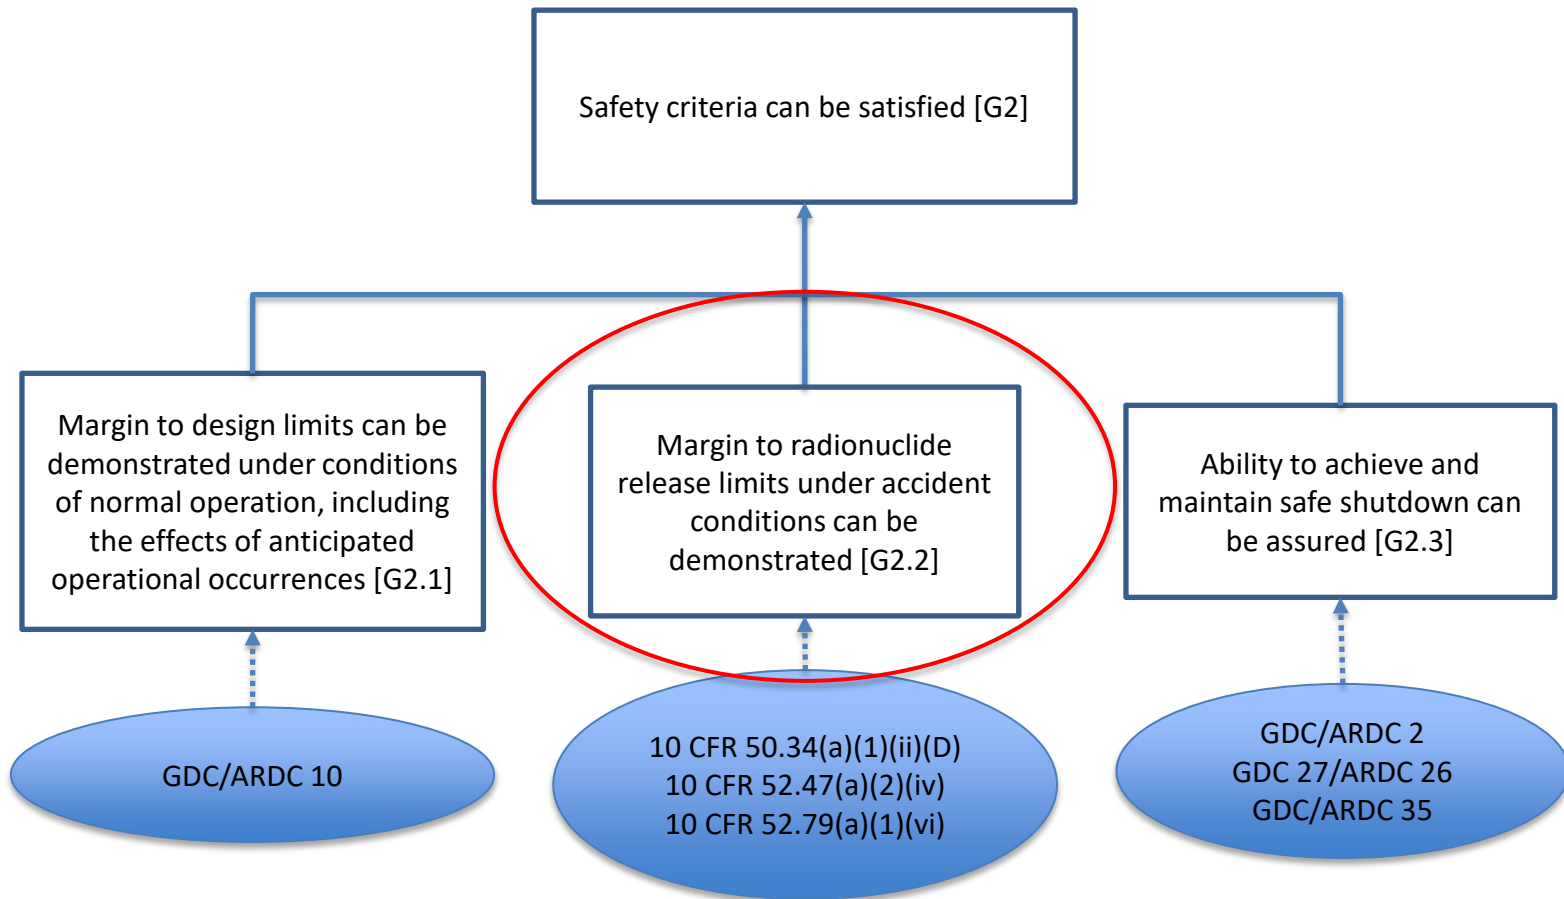 Safety criteria can be satisfied [G2]
Margin to design limits can be
demonstrated under conditions
of normal operation, including
the effects of anticipated
operational occurrences [G2.1]
Margin to radionuclide
release limits under accident
conditions can be
demonstrated [G2.2]
Ability to achieve and
maintain safe shutdown can
be assured [G2.3]
GDC/ARDC 10
10 CFR 50.34(a)(1)(ii)(D)
10 CFR 52.47(a)(2)(iv)
10 CFR 52.79(a)(1)(vi)
GDC/ARDC 2
GDC 27/ARDC 26
GDC/ARDC 35